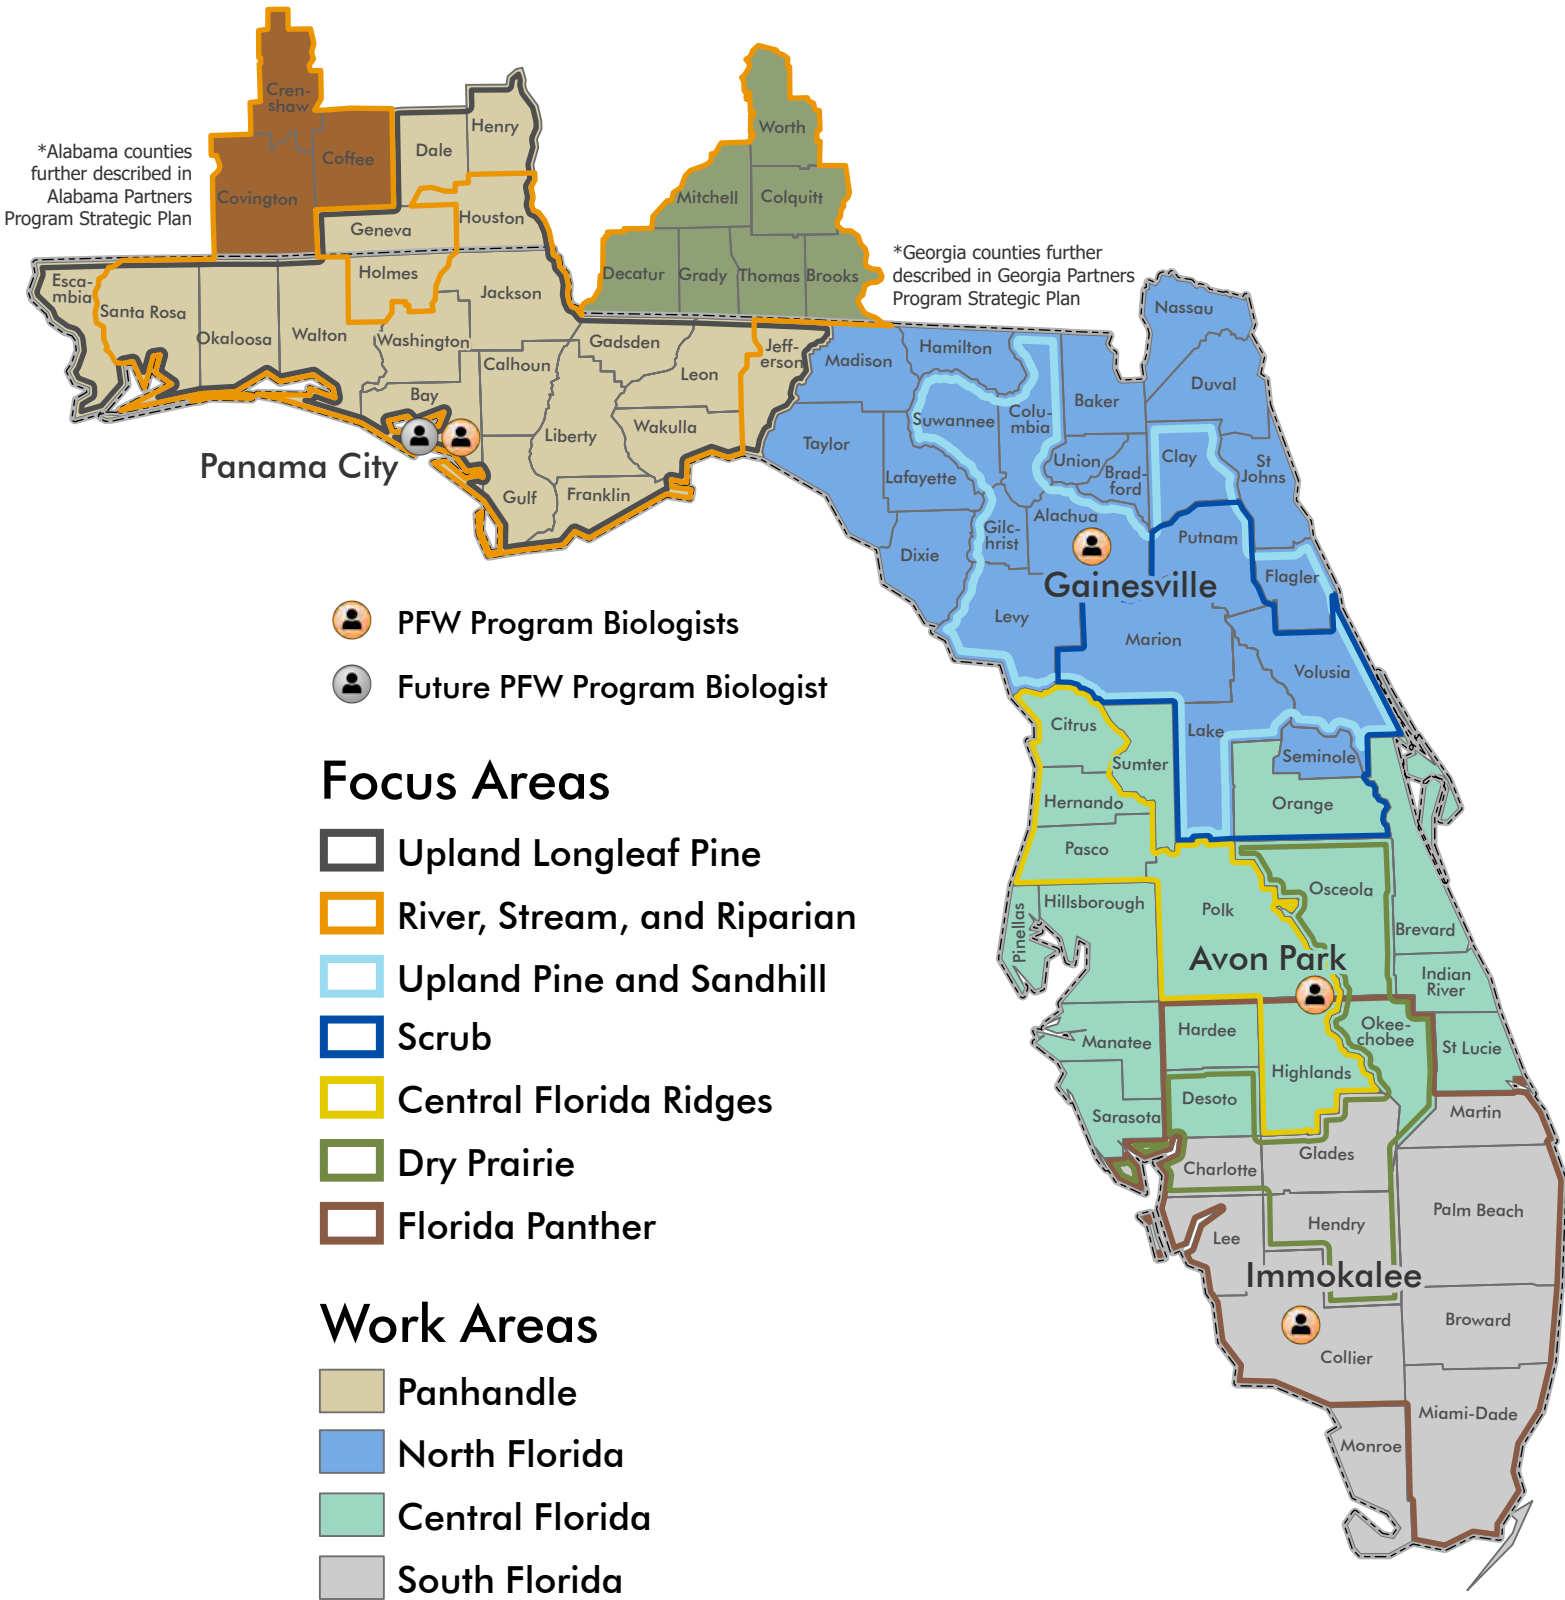 Cren-
shaw
Henry
Coffee
Dale
Worth
*Alabama counties
further described in
Alabama Partners
Program Strategic Plan
Covington
Mitchell
Colquitt
Houston
Geneva
*Georgia counties further
described in Georgia Partners
Program Strategic Plan
Decatur
Grady
Thomas
Brooks
Esca-
mbia
Santa Rosa
Holmes
Jackson
Okaloosa
Walton
Washington
Gadsden
Jeff-
erson
Calhoun
Leon
Bay
Liberty
Wakulla
Panama City
Gulf
Franklin
Nassau
Madison
Hamilton
Duval
Baker
Suwannee
Colu-
mbia
Taylor
Lafayette
Union
Brad-
ford
Clay
St
Johns
Alachua
Gilc-
hrist
Dixie
Putnam
Flagler
Gainesville
Levy
Marion
Volusia
Lake
Seminole
Citrus
Sumter
Hernando
Orange
Pasco
Osceola
Hillsborough
Pinellas
Polk
Brevard
Avon Park
Indian
River
Hardee
Okee-
chobee
Manatee
St Lucie
Highlands
Desoto
Sarasota
Martin
Charlotte
Glades
Palm Beach
Hendry
Lee
Immokalee
Broward
Collier
Miami-Dade
Monroe
PFW Program Biologists
Future PFW Program Biologist
Focus Areas
Upland Longleaf Pine
River, Stream, and Riparian
Upland Pine and Sandhill
Scrub
Central Florida Ridges
Dry Prairie
Florida Panther
Work Areas
Panhandle
North Florida
Central Florida
South Florida